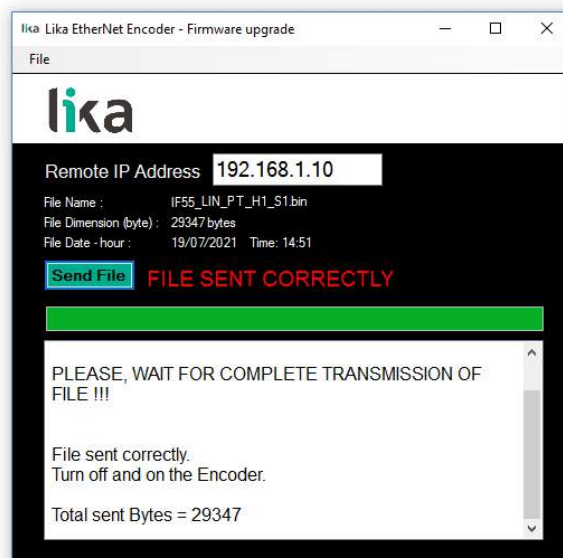 lika Lika EtherNet Encoder - Firmware upgrade
File
lika
Remote IP Address 192.168.1.10
File Name : IF55_LIN_PT_H1_S1.bin
File Dimension (byte) : 29347 bytes
File Date - hour : 19/07/2021 Time: 14:51
Send File FILE SENT CORRECTLY
PLEASE, WAIT FOR COMPLETE TRANSMISSION OF
FILE !!!
File sent correctly.
Turn off and on the Encoder.
Total sent Bytes = 29347